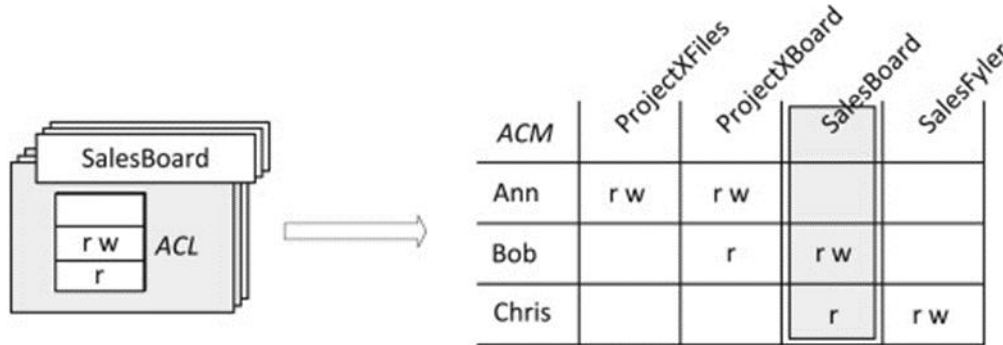 SalesBoard
r w
r
ACL
ACM ProjectXFiles ProjectXBoard SalesBoard SalesFyler
Ann r w r w
Bob r r w
Chris r r w